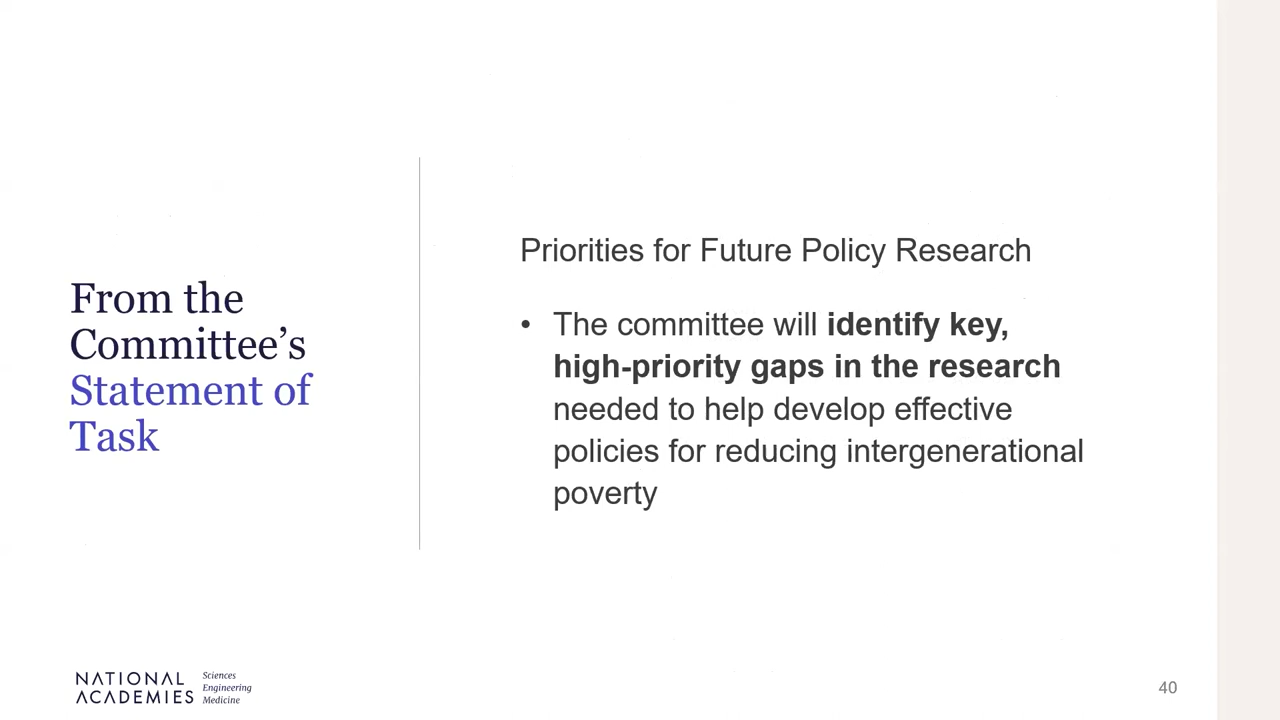 From the
Committee’s
Statement of
Task
Priorities for Future Policy Research
• The committee will identify key,
high-priority gaps in the research
needed to help develop effective
policies for reducing intergenerational
poverty
NATIONAL
ACADEMIES
Sciences
Engineering
Medicine
40